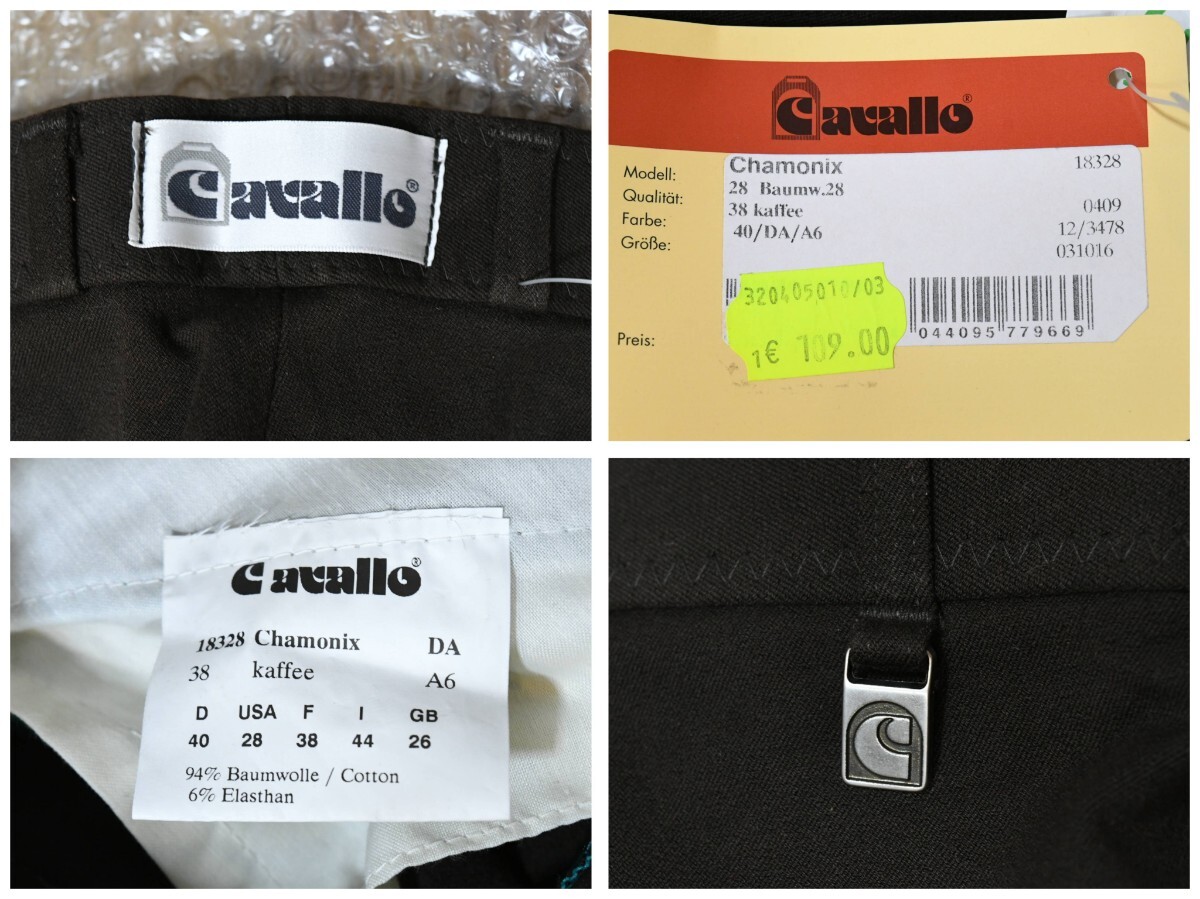 Cavallo®
Cavallo®
Modell: Chamonix 18328
Qualität: 28 Baumw.28
Farbe: 38 kaffee 0409
Größe: 40/DA/A6 12/3478
031016
320405010/03
Preis: 1€ 109.00
044095 779669
Cavallo®
18328 Chamonix DA
38 kaffee A6
D USA F I GB
40 28 38 44 26
94% Baumwolle / Cotton
6% Elasthan